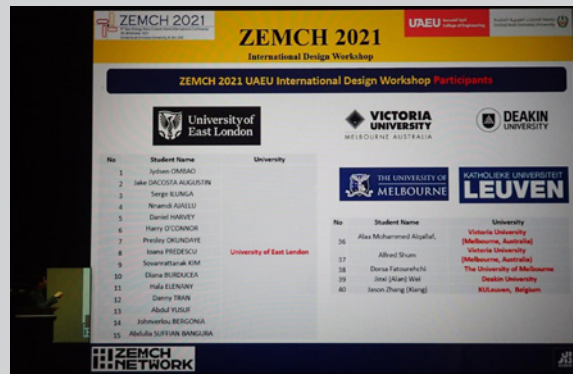 ZEMCH 2021
UAEU
College of Engineering
ZEMCH 2021
International Design Workshop
ZEMCH 2021 UAEU International Design Workshop Participants
University of
East London
VICTORIA
UNIVERSITY
MELBOURNE AUSTRALIA
DEAKIN
UNIVERSITY
THE UNIVERSITY OF
MELBOURNE
KATHOLIEKE UNIVERSITEIT
LEUVEN
No Student Name University
1 Jydsen OMBAO
2 Jake DACOSTA AUGUSTIN
3 Serge ILUNGA
4 Nnamdi AJAELU
5 Daniel HARVEY
6 Harry O'CONNOR
7 Presley OKUNDAYE
8 Ioana PREDESCU
9 Sovannattanak KIM
10 Diana BURDUCEA
11 Hala ELENANY
12 Danny TRAN
13 Abdul YUSUF
14 Johnverlou BERGONIA
15 Abdulla SUFFIAN BANGURA
University of East London
No Student Name University
36 Alaa Mohammed Alqallaf, Victoria University
(Melbourne, Australia)
37 Alfred Shum Victoria University
(Melbourne, Australia)
38 Dorsa Fatourehchi The University of Melbourne
39 Jinxi (Alan) Wei Deakin University
40 Jason Zhang (Xieng) KULeuven, Belgium
ZEMCH
NETWORK